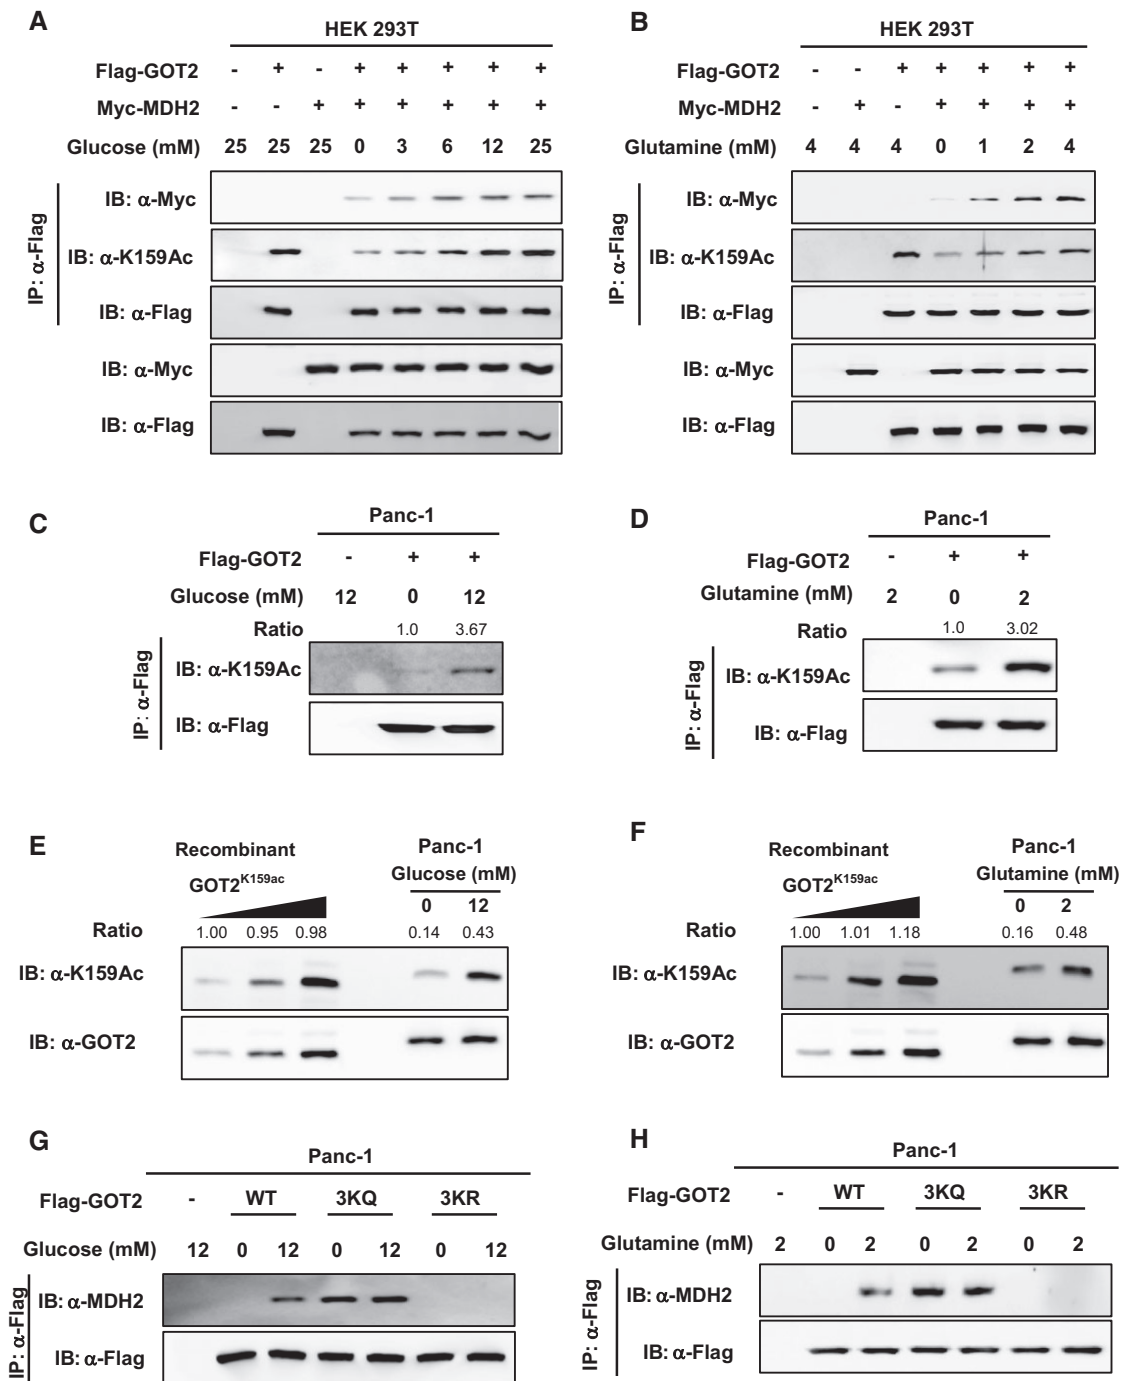 A
HEK 293T
Flag-GOT2 - + - + + + + +
Myc-MDH2 - - + + + + + +
Glucose (mM) 25 25 25 0 3 6 12 25
IP: α-Flag
IB: α-Myc
IB: α-K159Ac
IB: α-Flag
IB: α-Myc
IB: α-Flag
B
HEK 293T
Flag-GOT2 - - + + + + +
Myc-MDH2 - + - + + + +
Glutamine (mM) 4 4 4 0 1 2 4
IP: α-Flag
IB: α-Myc
IB: α-K159Ac
IB: α-Flag
IB: α-Myc
IB: α-Flag
C
Panc-1
Flag-GOT2 - + +
Glucose (mM) 12 0 12
Ratio 1.0 3.67
IP: α-Flag
IB: α-K159Ac
IB: α-Flag
D
Panc-1
Flag-GOT2 - + +
Glutamine (mM) 2 0 2
Ratio 1.0 3.02
IP: α-Flag
IB: α-K159Ac
IB: α-Flag
E
Recombinant
GOT2K159ac
Panc-1
Glucose (mM)
0 12
Ratio 1.00 0.95 0.98 0.14 0.43
IB: α-K159Ac
IB: α-GOT2
F
Recombinant
GOT2K159ac
Panc-1
Glutamine (mM)
0 2
Ratio 1.00 1.01 1.18 0.16 0.48
IB: α-K159Ac
IB: α-GOT2
G
Panc-1
Flag-GOT2 - WT 3KQ 3KR
Glucose (mM) 12 0 12 0 12 0 12
IP: α-Flag
IB: α-MDH2
IB: α-Flag
H
Panc-1
Flag-GOT2 - WT 3KQ 3KR
Glutamine (mM) 2 0 2 0 2 0 2
IP: α-Flag
IB: α-MDH2
IB: α-Flag